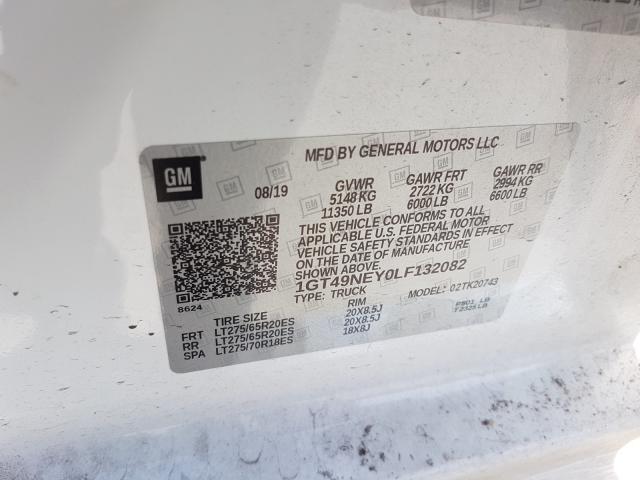 MFD BY GENERAL MOTORS LLC
GM
08/19
GVWR
5148 KG
11350 LB
GAWR FRT
2722 KG
6000 LB
GAWR RR
2994 KG
6600 LB
THIS VEHICLE CONFORMS TO ALL
APPLICABLE U.S. FEDERAL MOTOR
VEHICLE SAFETY STANDARDS IN EFFECT
ON THE DATE OF MANUFACTURE
SHOWN ABOVE.
1GT49NEY0LF132082
TYPE: TRUCK
MODEL: 02TK20743
8624
TIRE SIZE RIM
FRT LT275/65R20ES 20X8.5J
RR LT275/65R20ES 20X8.5J
SPA LT275/70R18ES 18X8J